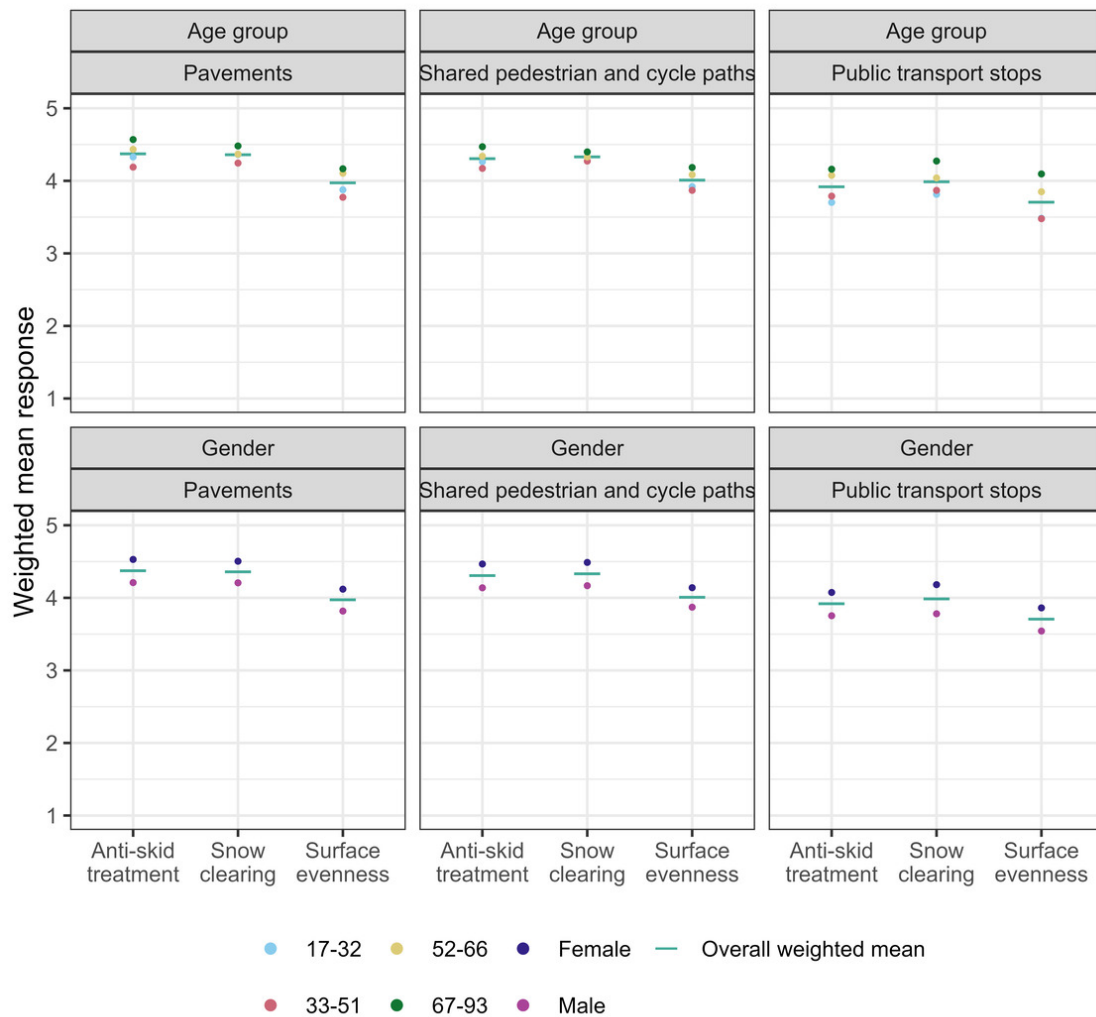 Age group
Age group
Age group
Pavements
Shared pedestrian and cycle paths
Public transport stops
5
4
3
2
1
Weighted mean response
Gender
Gender
Gender
Pavements
Shared pedestrian and cycle paths
Public transport stops
5
4
3
2
1
Anti-skid
treatment
Snow
clearing
Surface
evenness
Anti-skid
treatment
Snow
clearing
Surface
evenness
Anti-skid
treatment
Snow
clearing
Surface
evenness
17-32
52-66
Female
Overall weighted mean
33-51
67-93
Male